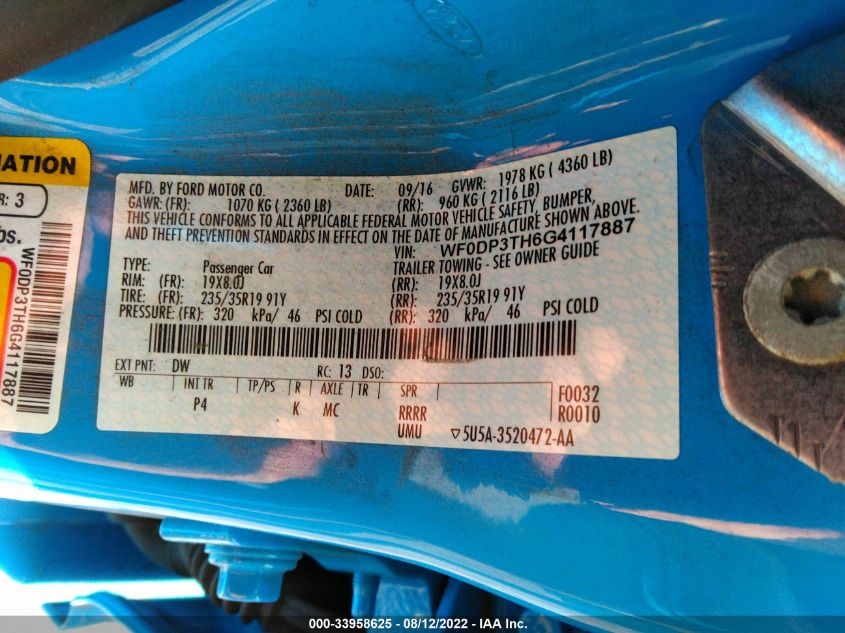 NATION
R: 3
bs.
WF0DP3TH6G4117887
MFD. BY FORD MOTOR CO. DATE: 09/16 GVWR: 1978 KG ( 4360 LB)
GAWR: (FR): 1070 KG ( 2360 LB) (RR): 960 KG ( 2116 LB)
THIS VEHICLE CONFORMS TO ALL APPLICABLE FEDERAL MOTOR VEHICLE SAFETY, BUMPER,
AND THEFT PREVENTION STANDARDS IN EFFECT ON THE DATE OF MANUFACTURE SHOWN ABOVE.
VIN: WF0DP3TH6G4117887
TYPE: Passenger Car TRAILER TOWING - SEE OWNER GUIDE
RIM: (FR): 19X8.0J (RR): 19X8.0J
TIRE: (FR): 235/35R19 91Y (RR): 235/35R19 91Y
PRESSURE: (FR): 320 kPa/ 46 PSI COLD (RR): 320 kPa/ 46 PSI COLD
EXT PNT: DW RC: 13 DSO:
WB INT TR TP/PS R AXLE TR SPR F0032
P4 K MC RRRR R0010
UMU ▽5U5A-3520472-AA
000-33958625 - 08/12/2022 - IAA Inc.